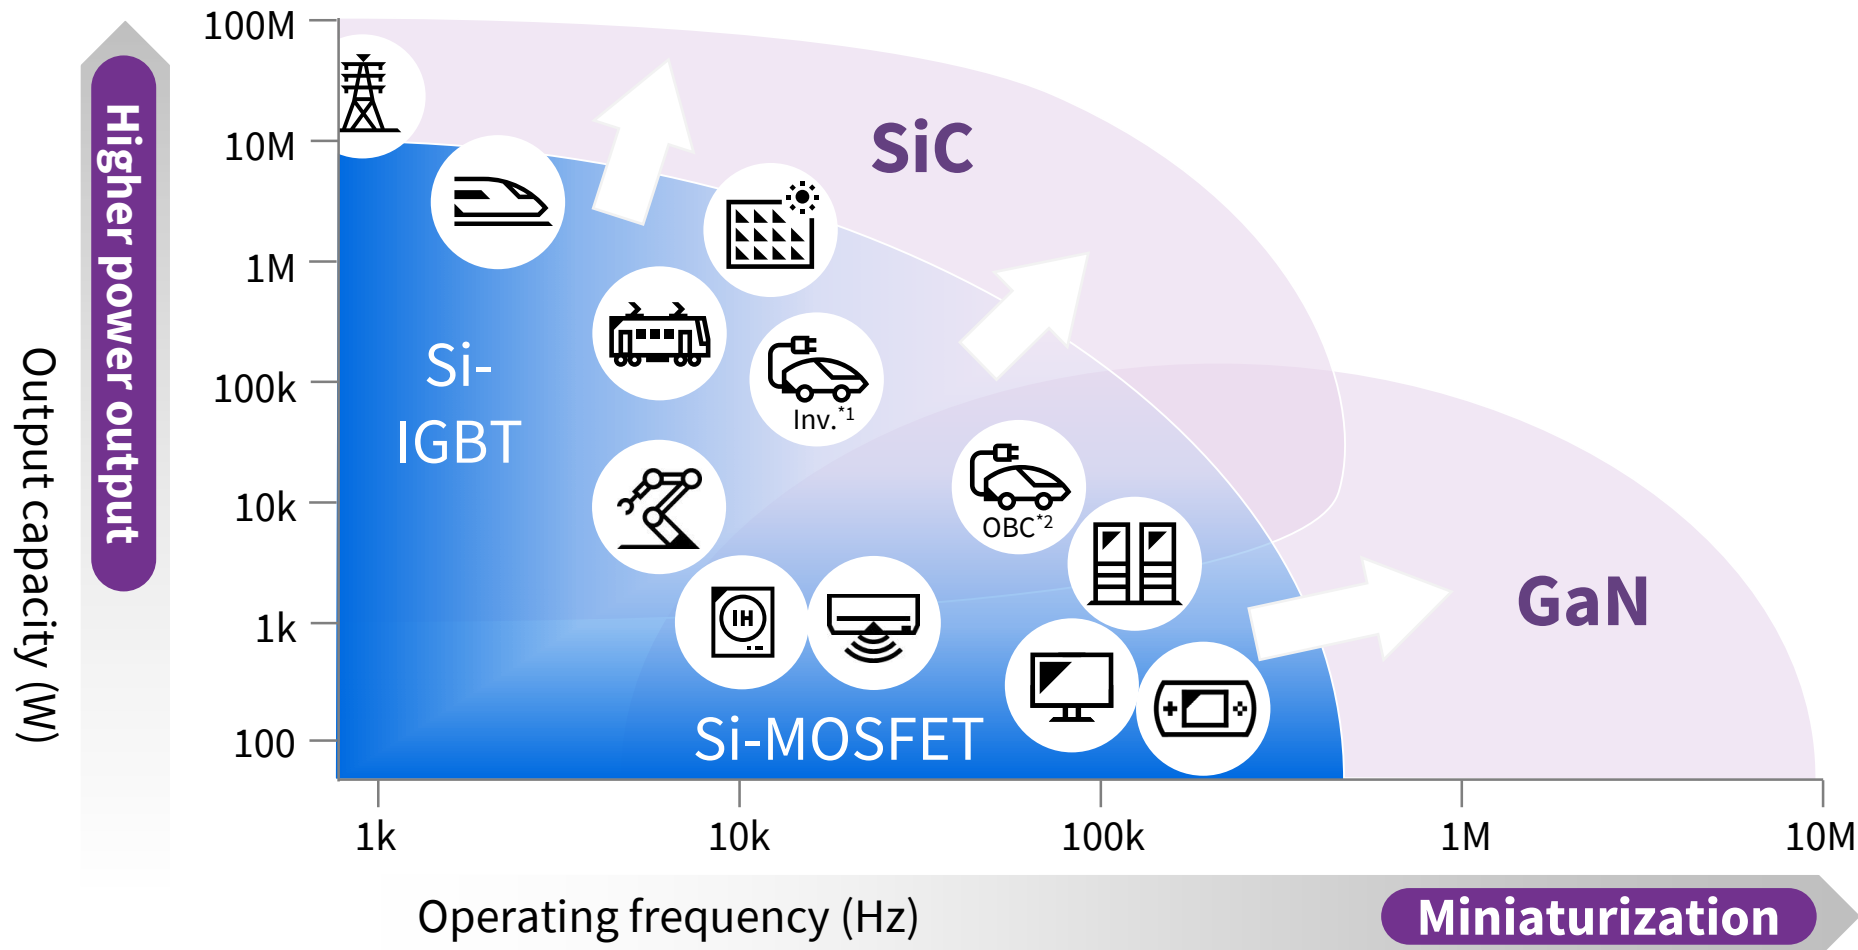 Higher power output
Output capacity (W)
100M
10M
1M
100k
10k
1k
100
SiC
Si-
IGBT
Inv.*1
OBC*2
IH
GaN
Si-MOSFET
1k
10k
100k
1M
10M
Operating frequency (Hz)
Miniaturization